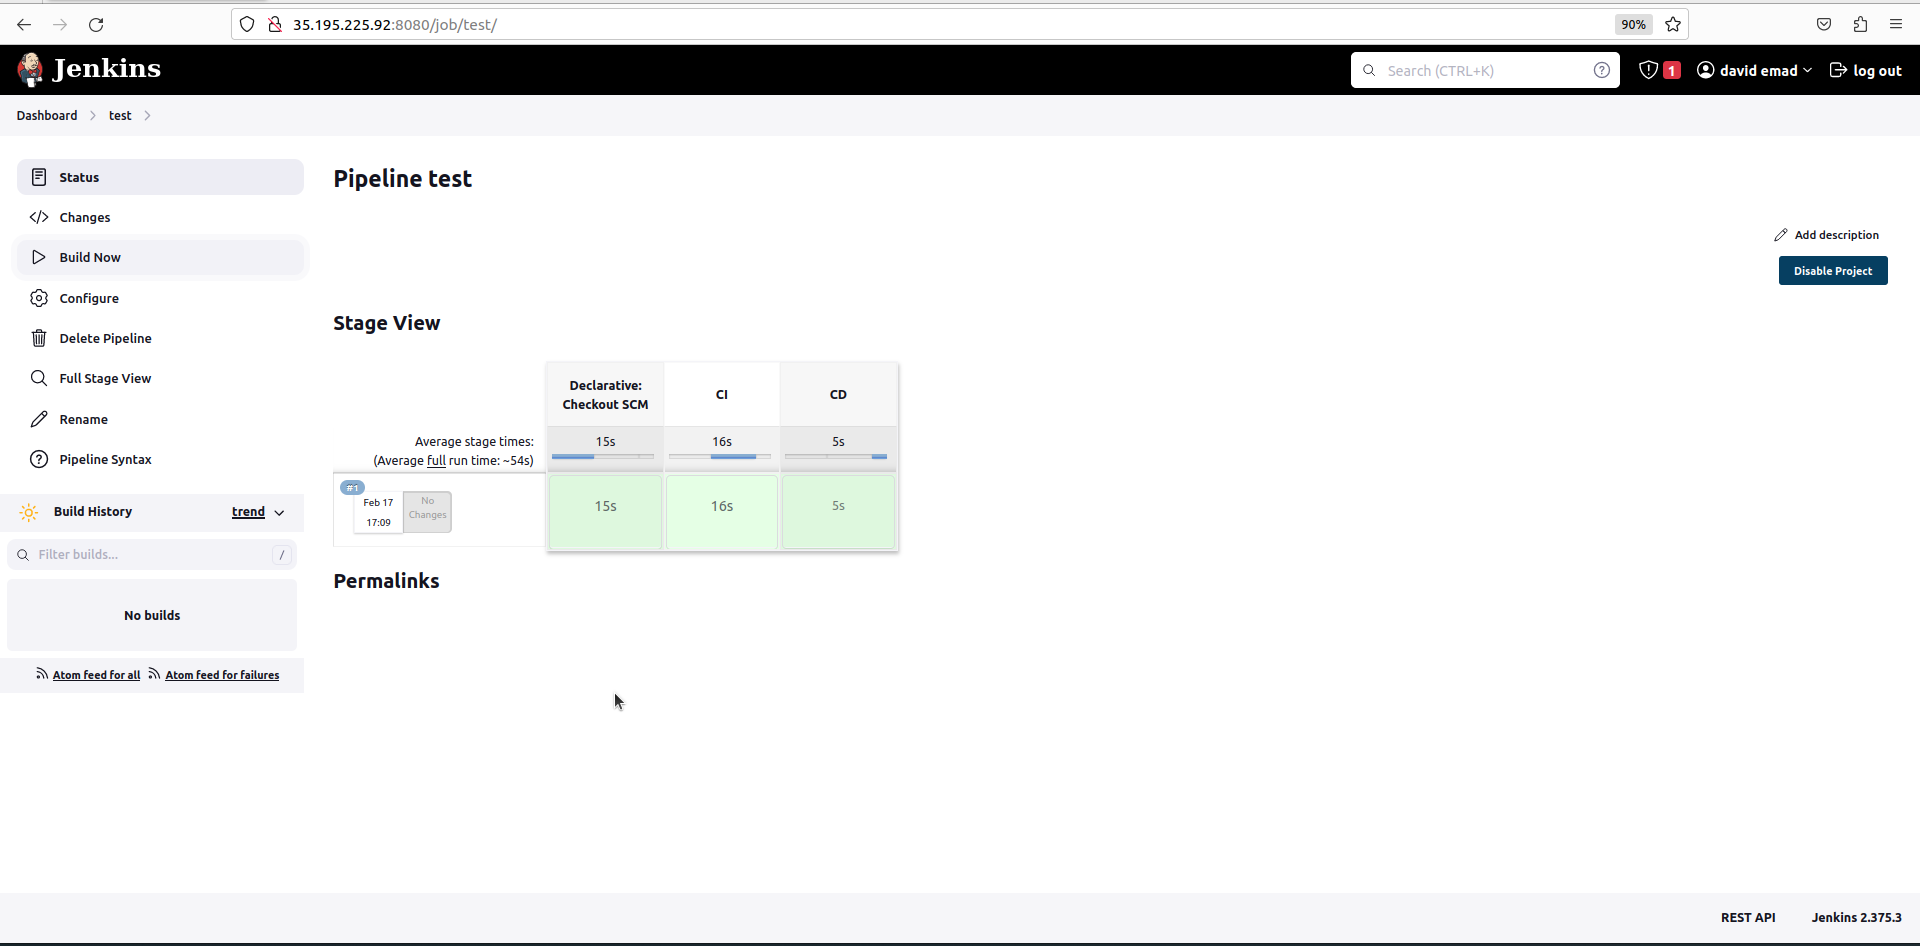 35.195.225.92:8080/job/test/
90%
Jenkins
Search (CTRL+K)
1
david emad
log out
Dashboard
test
Status
Changes
Build Now
Configure
Delete Pipeline
Full Stage View
Rename
Pipeline Syntax
Build History
trend
Filter builds...
/
No builds
Atom feed for all
Atom feed for failures
Pipeline test
Add description
Disable Project
Stage View
Declarative:
Checkout SCM
CI
CD
Average stage times:
(Average full run time: ~54s)
15s
16s
5s
#1
Feb 17
17:09
No
Changes
15s
16s
5s
Permalinks
REST API
Jenkins 2.375.3